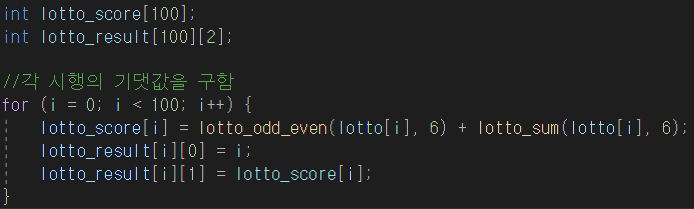 int lotto_score[100];
int lotto_result[100][2];
//각 시행의 기댓값을 구함
for (i = 0; i < 100; i++) {
lotto_score[i] = lotto_odd_even(lotto[i], 6) + lotto_sum(lotto[i], 6);
lotto_result[i][0] = i;
lotto_result[i][1] = lotto_score[i];
}